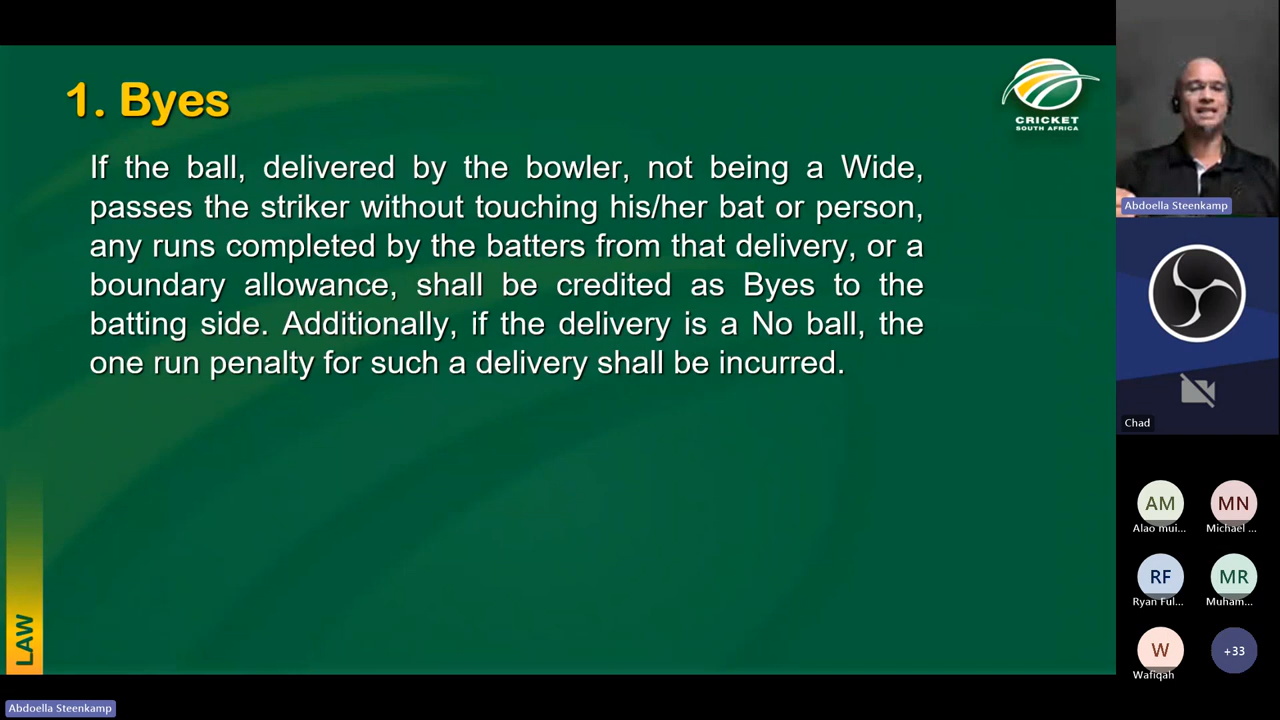 1. Byes
CRICKET
SOUTH AFRICA
If the ball, delivered by the bowler, not being a Wide,
passes the striker without touching his/her bat or person,
any runs completed by the batters from that delivery, or a
boundary allowance, shall be credited as Byes to the
batting side. Additionally, if the delivery is a No ball, the
one run penalty for such a delivery shall be incurred.
LAW
Abdoella Steenkamp
Abdoella Steenkamp
Chad
AM
Alao mui...
MN
Michael ...
RF
Ryan Ful...
MR
Muham...
W
Wafiqah
+33